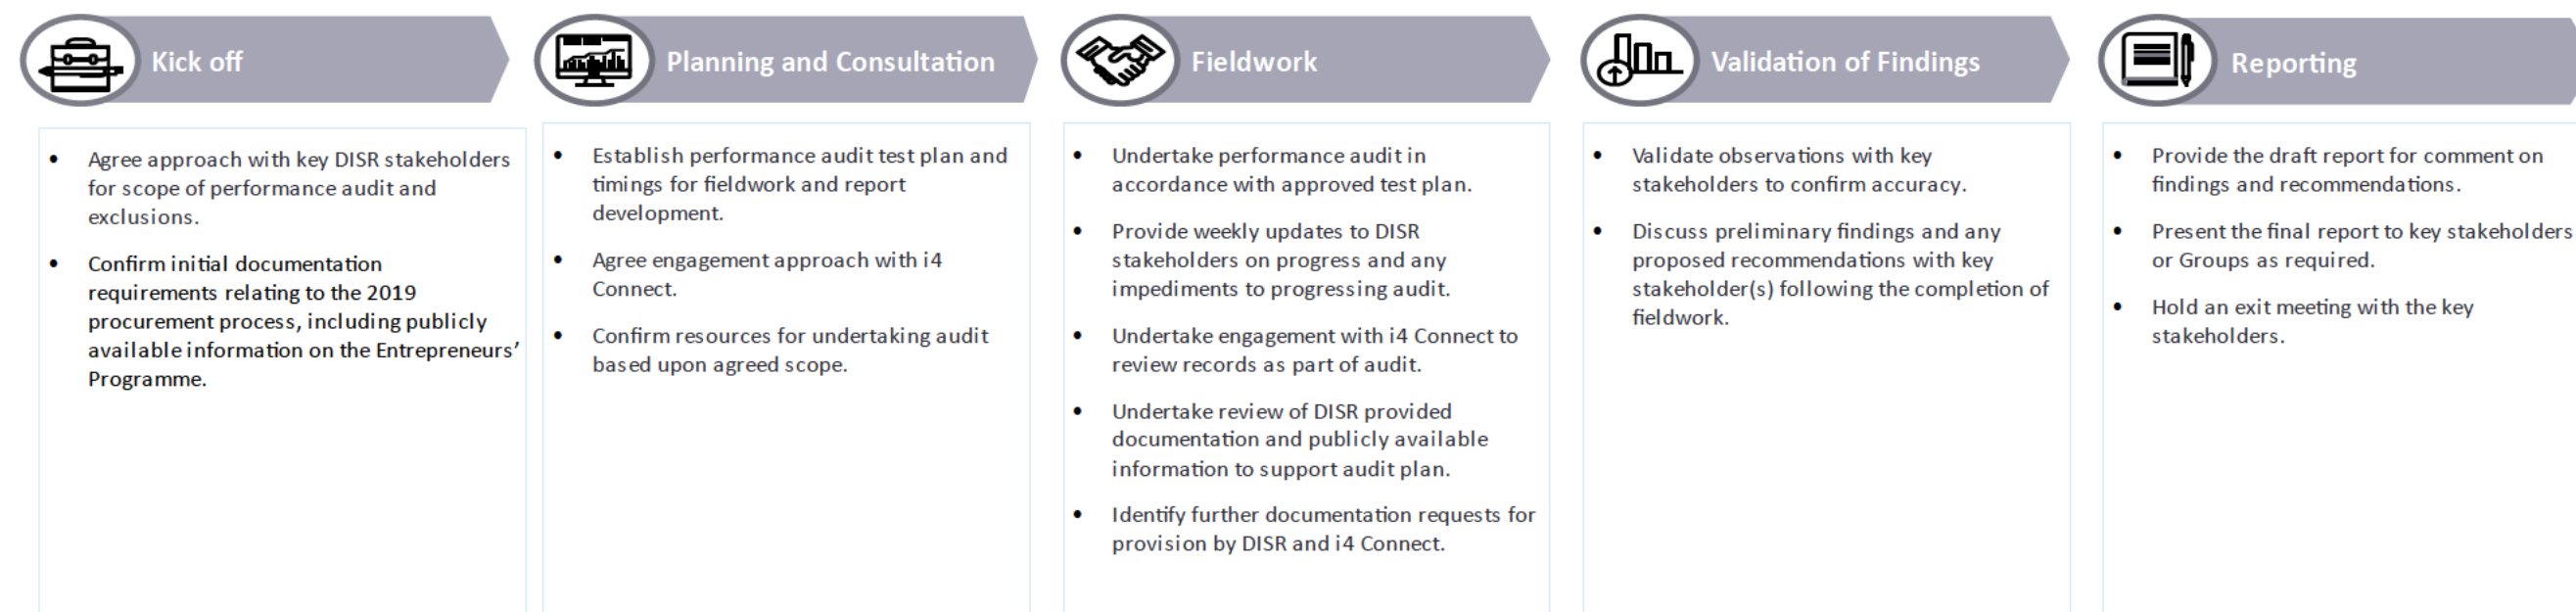 Kick off
• Agree approach with key DISR stakeholders
for scope of performance audit and
exclusions.
• Confirm initial documentation
requirements relating to the 2019
procurement process, including publicly
available information on the Entrepreneurs’
Programme.
Planning and Consultation
• Establish performance audit test plan and
timings for fieldwork and report
development.
• Agree engagement approach with i4
Connect.
• Confirm resources for undertaking audit
based upon agreed scope.
Fieldwork
• Undertake performance audit in
accordance with approved test plan.
• Provide weekly updates to DISR
stakeholders on progress and any
impediments to progressing audit.
• Undertake engagement with i4 Connect to
review records as part of audit.
• Undertake review of DISR provided
documentation and publicly available
information to support audit plan.
• Identify further documentation requests for
provision by DISR and i4 Connect.
Validation of Findings
• Validate observations with key
stakeholders to confirm accuracy.
• Discuss preliminary findings and any
proposed recommendations with key
stakeholder(s) following the completion of
fieldwork.
Reporting
• Provide the draft report for comment on
findings and recommendations.
• Present the final report to key stakeholders
or Groups as required.
• Hold an exit meeting with the key
stakeholders.